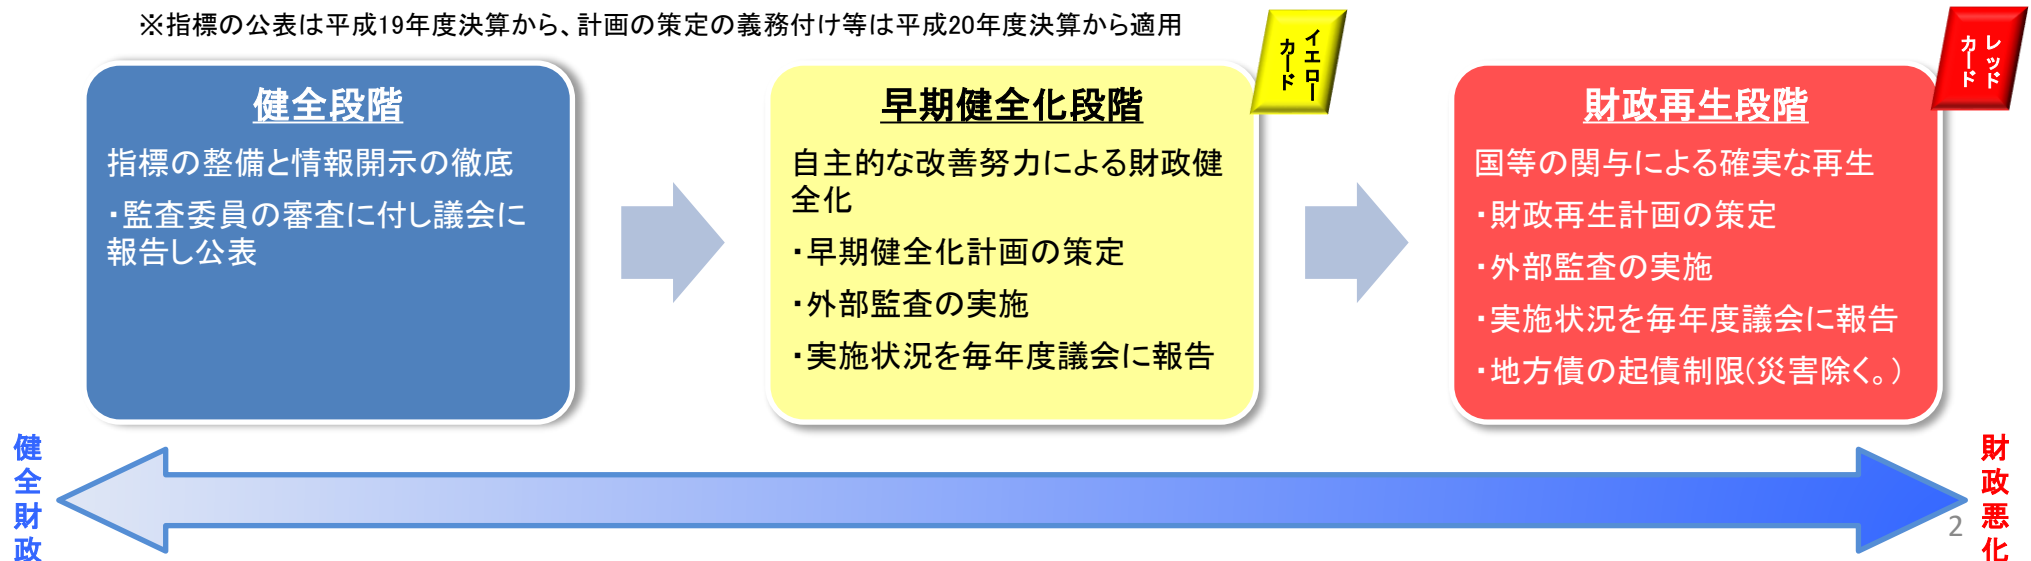 ※指標の公表は平成19年度決算から、計画の策定の義務付け等は平成20年度決算から適用
健全段階
指標の整備と情報開示の徹底
・監査委員の審査に付し議会に
報告し公表
イエロー
カード
早期健全化段階
自主的な改善努力による財政健
全化
・早期健全化計画の策定
・外部監査の実施
・実施状況を毎年度議会に報告
レッド
カード
財政再生段階
国等の関与による確実な再生
・財政再生計画の策定
・外部監査の実施
・実施状況を毎年度議会に報告
・地方債の起債制限(災害除く。)
健全財政
財政悪化
2